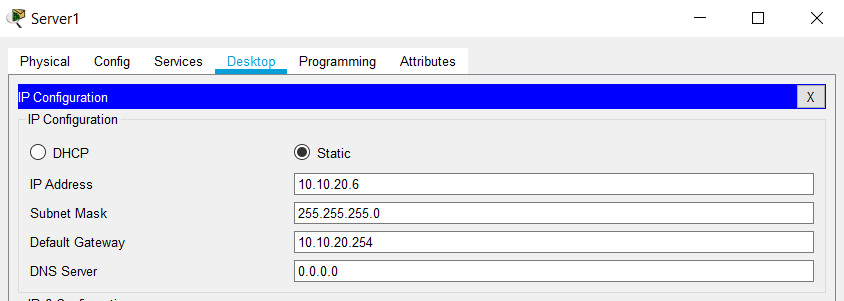 Server1
Physical Config Services Desktop Programming Attributes
IP Configuration X
IP Configuration
DHCP Static
IP Address 10.10.20.6
Subnet Mask 255.255.255.0
Default Gateway 10.10.20.254
DNS Server 0.0.0.0